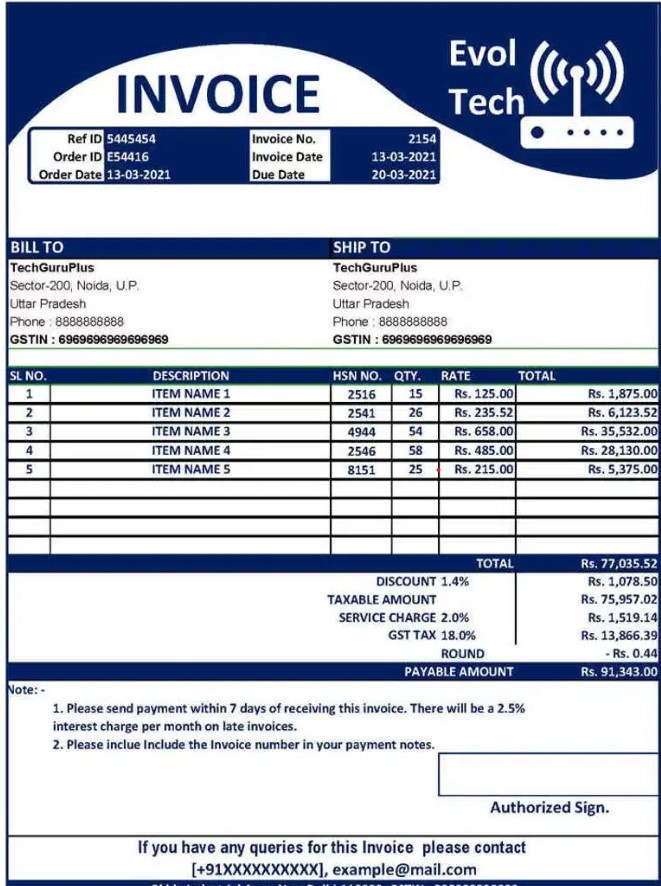 Evol
Tech
INVOICE
Ref ID 5445454 Invoice No. 2154
Order ID E54416 Invoice Date 13-03-2021
Order Date 13-03-2021 Due Date 20-03-2021
BILL TO SHIP TO
TechGuruPlus TechGuruPlus
Sector-200, Noida, U.P. Sector-200, Noida, U.P.
Uttar Pradesh Uttar Pradesh
Phone : 8888888888 Phone : 8888888888
GSTIN : 6969696969696969 GSTIN : 6969696969696969
SL NO. DESCRIPTION HSN NO. QTY. RATE TOTAL
1 ITEM NAME 1 2516 15 Rs. 125.00 Rs. 1,875.00
2 ITEM NAME 2 2541 26 Rs. 235.52 Rs. 6,123.52
3 ITEM NAME 3 4944 54 Rs. 658.00 Rs. 35,532.00
4 ITEM NAME 4 2546 58 Rs. 485.00 Rs. 28,130.00
5 ITEM NAME 5 8151 25 Rs. 215.00 Rs. 5,375.00
TOTAL Rs. 77,035.52
DISCOUNT 1.4% Rs. 1,078.50
TAXABLE AMOUNT Rs. 75,957.02
SERVICE CHARGE 2.0% Rs. 1,519.14
GST TAX 18.0% Rs. 13,866.39
ROUND - Rs. 0.44
PAYABLE AMOUNT Rs. 91,343.00
Note: -
1. Please send payment within 7 days of receiving this invoice. There will be a 2.5%
interest charge per month on late invoices.
2. Please inclue Include the Invoice number in your payment notes.
Authorized Sign.
If you have any queries for this Invoice please contact
[+91XXXXXXXXXX], example@mail.com